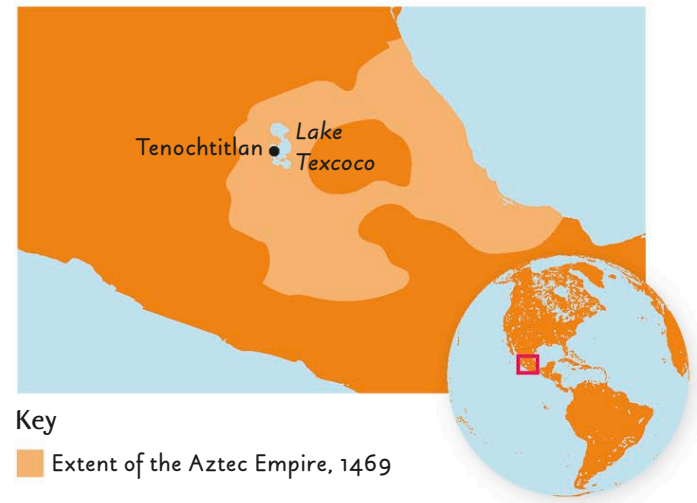 Lake
Tenochtitlan
Texcoco
Key
Extent of the Aztec Empire, 1469